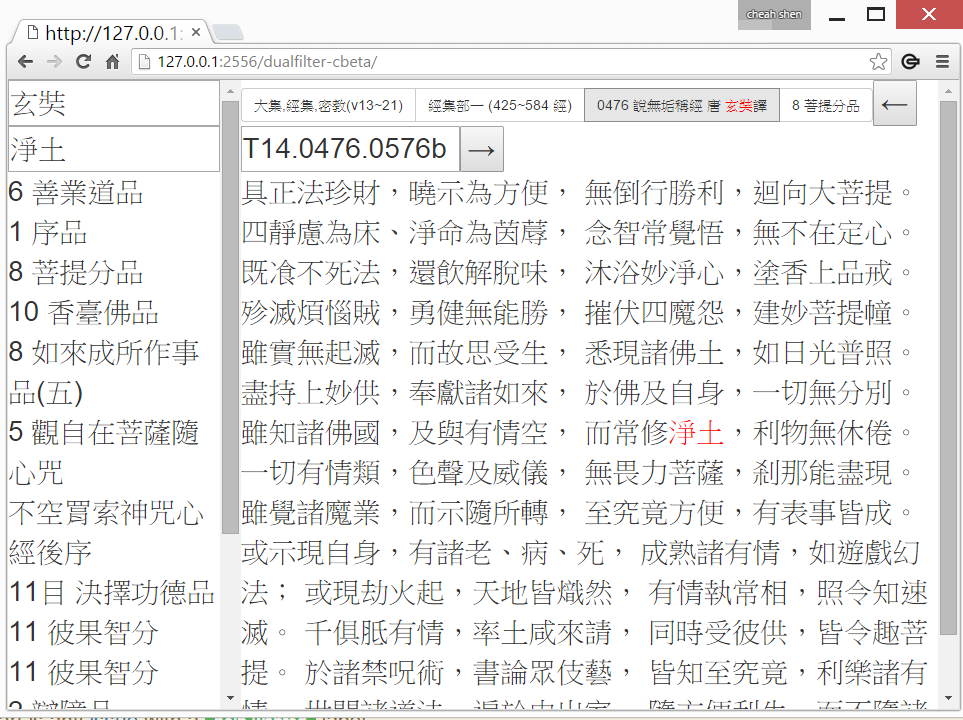 cheah shen
http://127.0.0.1:
127.0.0.1:2556/dualfilter-cbeta/
玄奘
淨土
6 善業道品
1 序品
8 菩提分品
10 香臺佛品
8 如來成所作事
品(五)
5 觀自在菩薩隨
心咒
不空罥索神咒心
經後序
11目 決擇功德品
11 彼果智分
11 彼果智分
大集,經集,密教(v13~21)
經集部一 (425~584 經)
0476 說無垢稱經 唐 玄奘譯
8 菩提分品
←
T14.0476.0576b
→
具正法珍財，曉示為方便， 無倒行勝利，迴向大菩提。
四靜慮為床、淨命為茵蓐， 念智常覺悟，無不在定心。
既飡不死法，還飲解脫味， 沐浴妙淨心，塗香上品戒。
殄滅煩惱賊，勇健無能勝， 摧伏四魔怨，建妙菩提幢。
雖實無起滅，而故思受生， 悉現諸佛土，如日光普照。
盡持上妙供，奉獻諸如來， 於佛及自身，一切無分別。
雖知諸佛國，及與有情空， 而常修淨土，利物無休倦。
一切有情類，色聲及威儀， 無畏力菩薩，剎那能盡現。
雖覺諸魔業，而示隨所轉， 至究竟方便，有表事皆成。
或示現自身，有諸老、病、死， 成熟諸有情，如遊戲幻
法； 或現劫火起，天地皆熾然， 有情執常相，照令知速
滅。 千俱胝有情，率土咸來請， 同時受彼供，皆令趣菩
提。 於諸禁呪術，書論眾伎藝， 皆知至究竟，利樂諸有